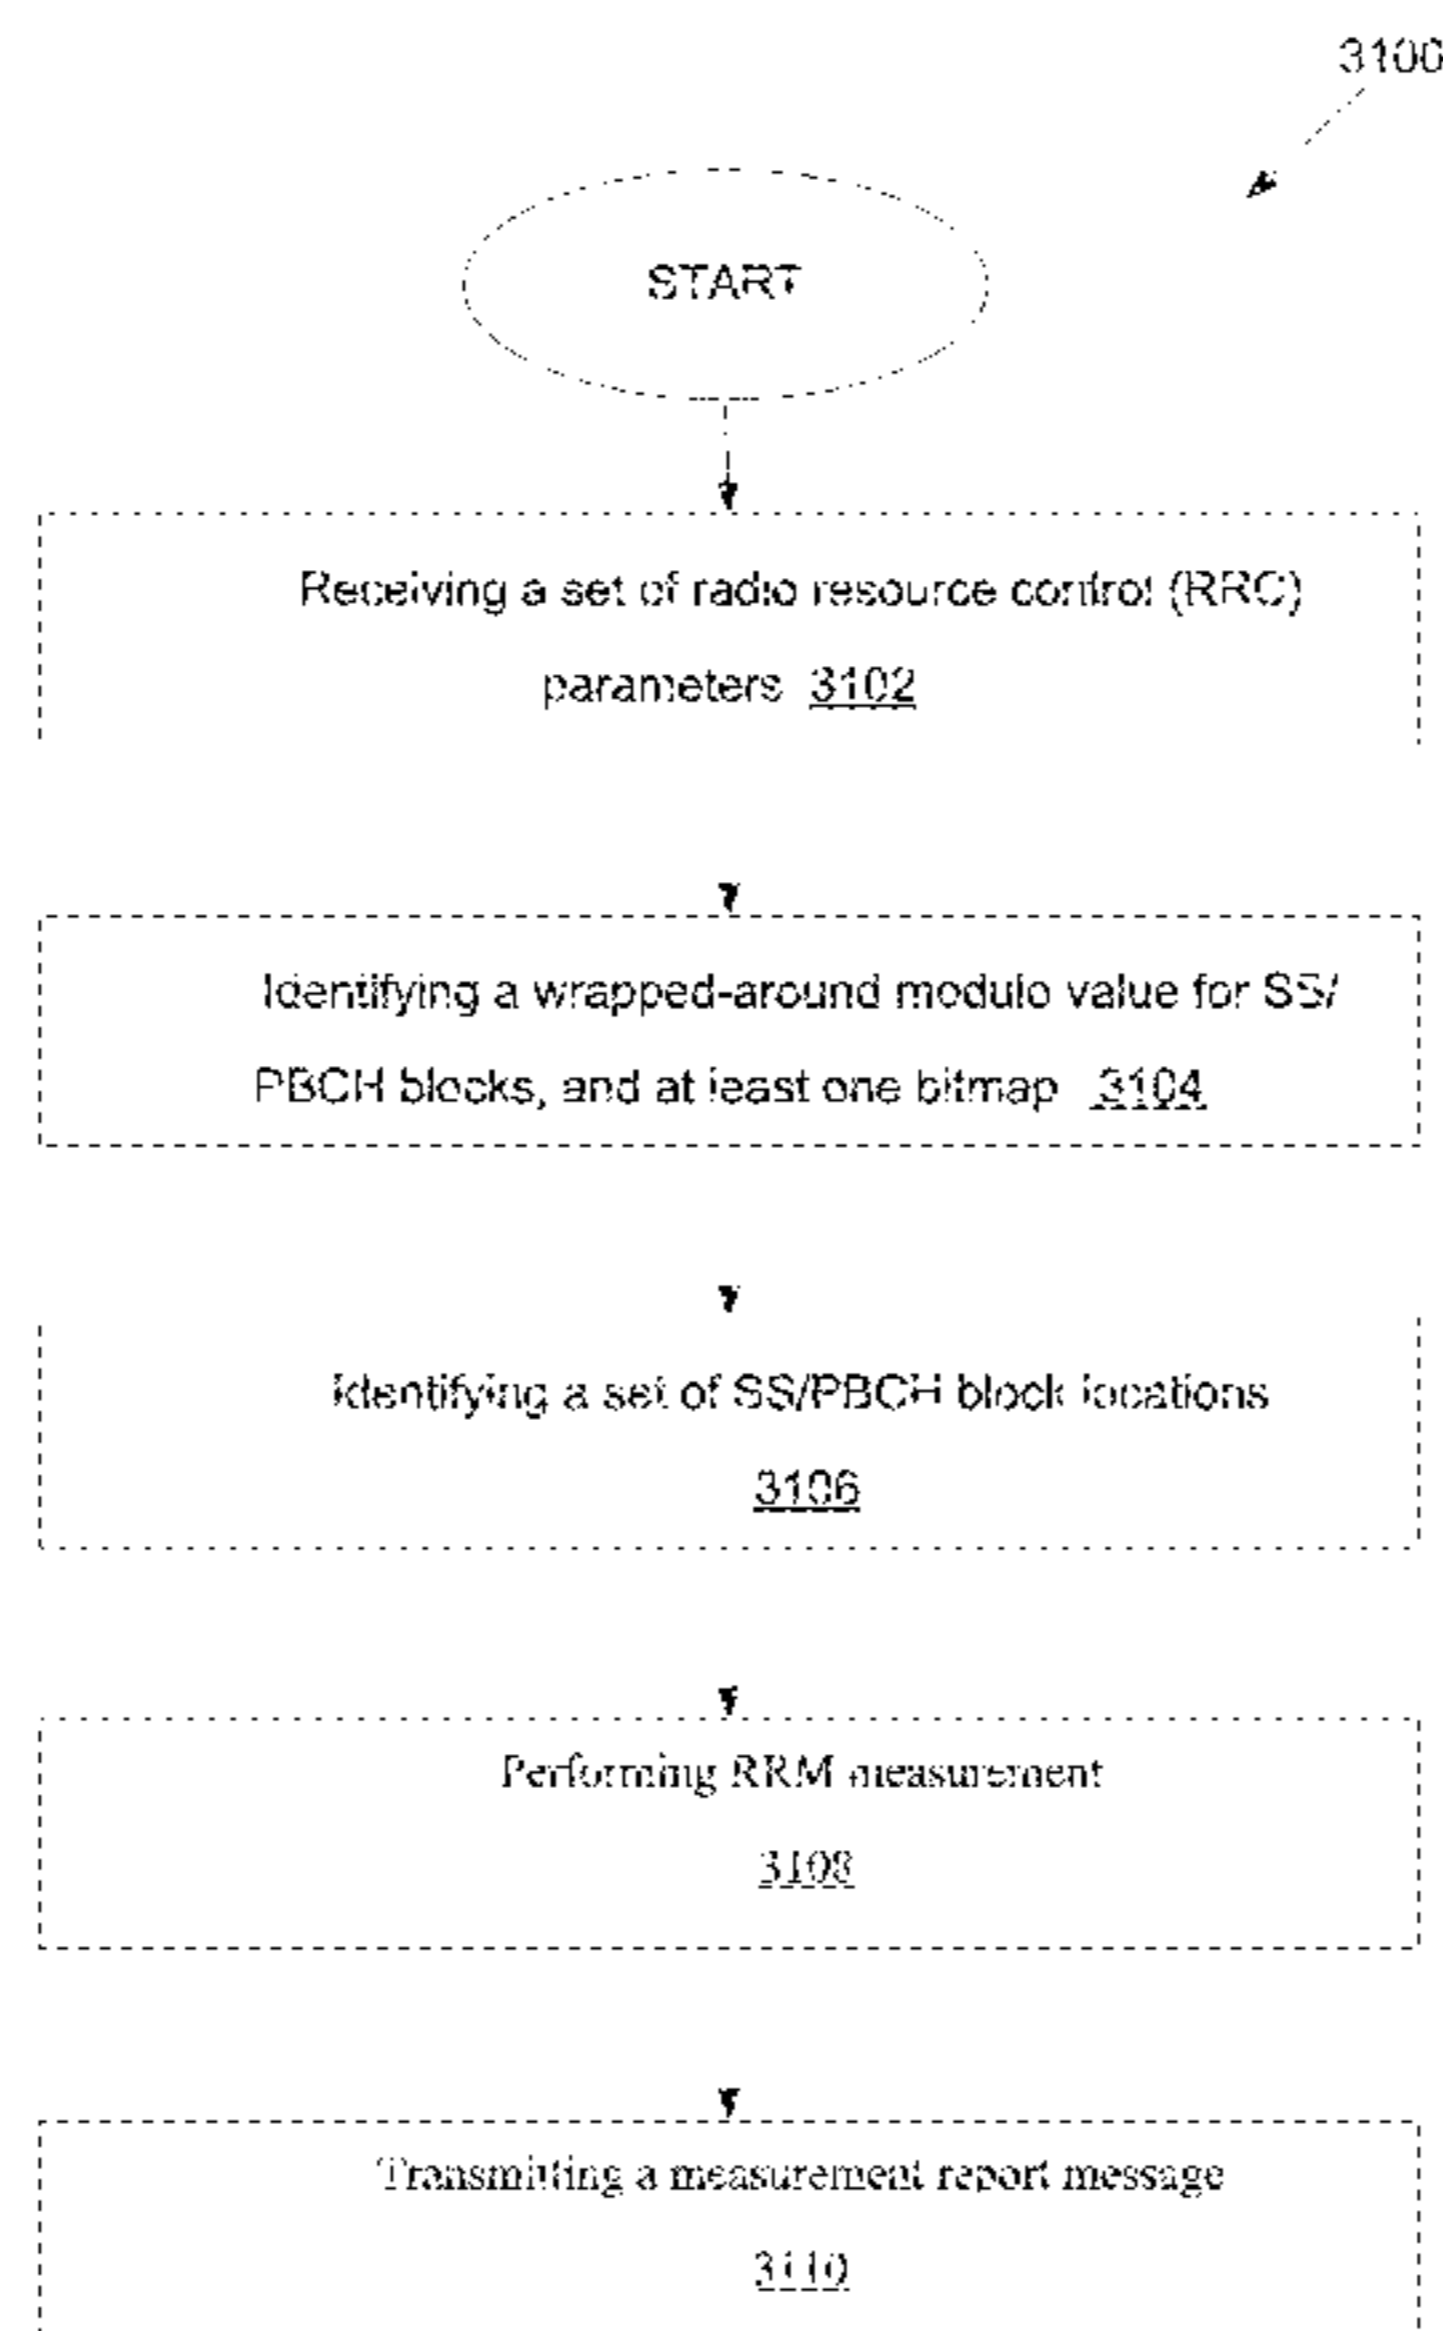 3100
START
Receiving a set of radio resource control (RRC)
parameters 3102
Identifying a wrapped-around modulo value for SS/
PBCH blocks, and at least one bitmap 3104
Identifying a set of SS/PBCH block locations
3106
Performing RRM measurement
3108
Transmitting a measurement report message
3110